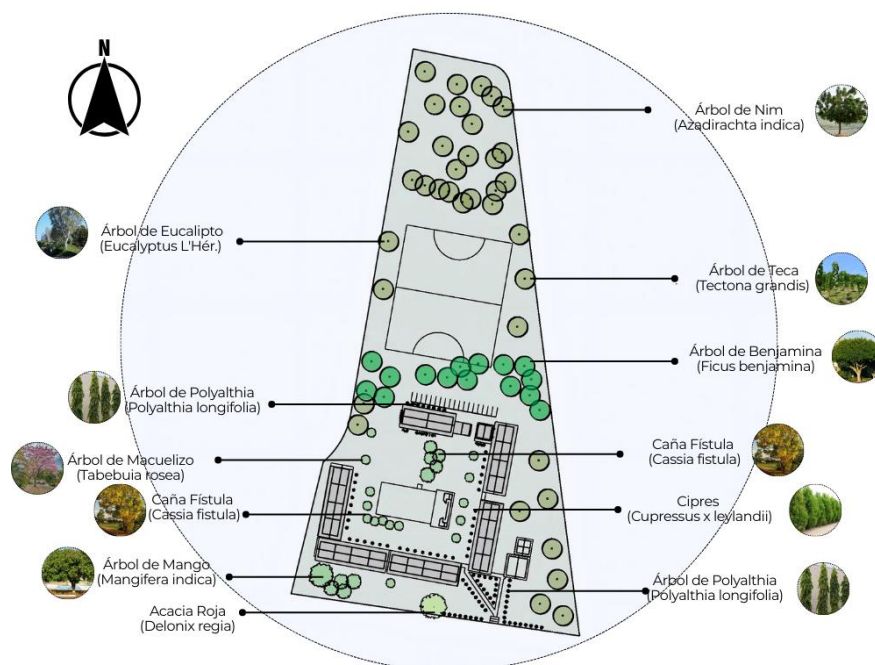 N
Árbol de Nim
(Azadirachta indica)
Árbol de Eucalipto
(Eucalyptus L'Hér.)
Árbol de Teca
(Tectona grandis)
Árbol de Benjamina
(Ficus benjamina)
Árbol de Polyalthia
(Polyalthia longifolia)
Caña Fístula
(Cassia fistula)
Árbol de Macuelizo
(Tabebuia rosea)
Caña Fístula
(Cassia fistula)
Cipres
(Cupressus x leylandii)
Árbol de Mango
(Mangifera indica)
Árbol de Polyalthia
(Polyalthia longifolia)
Acacia Roja
(Delonix regia)